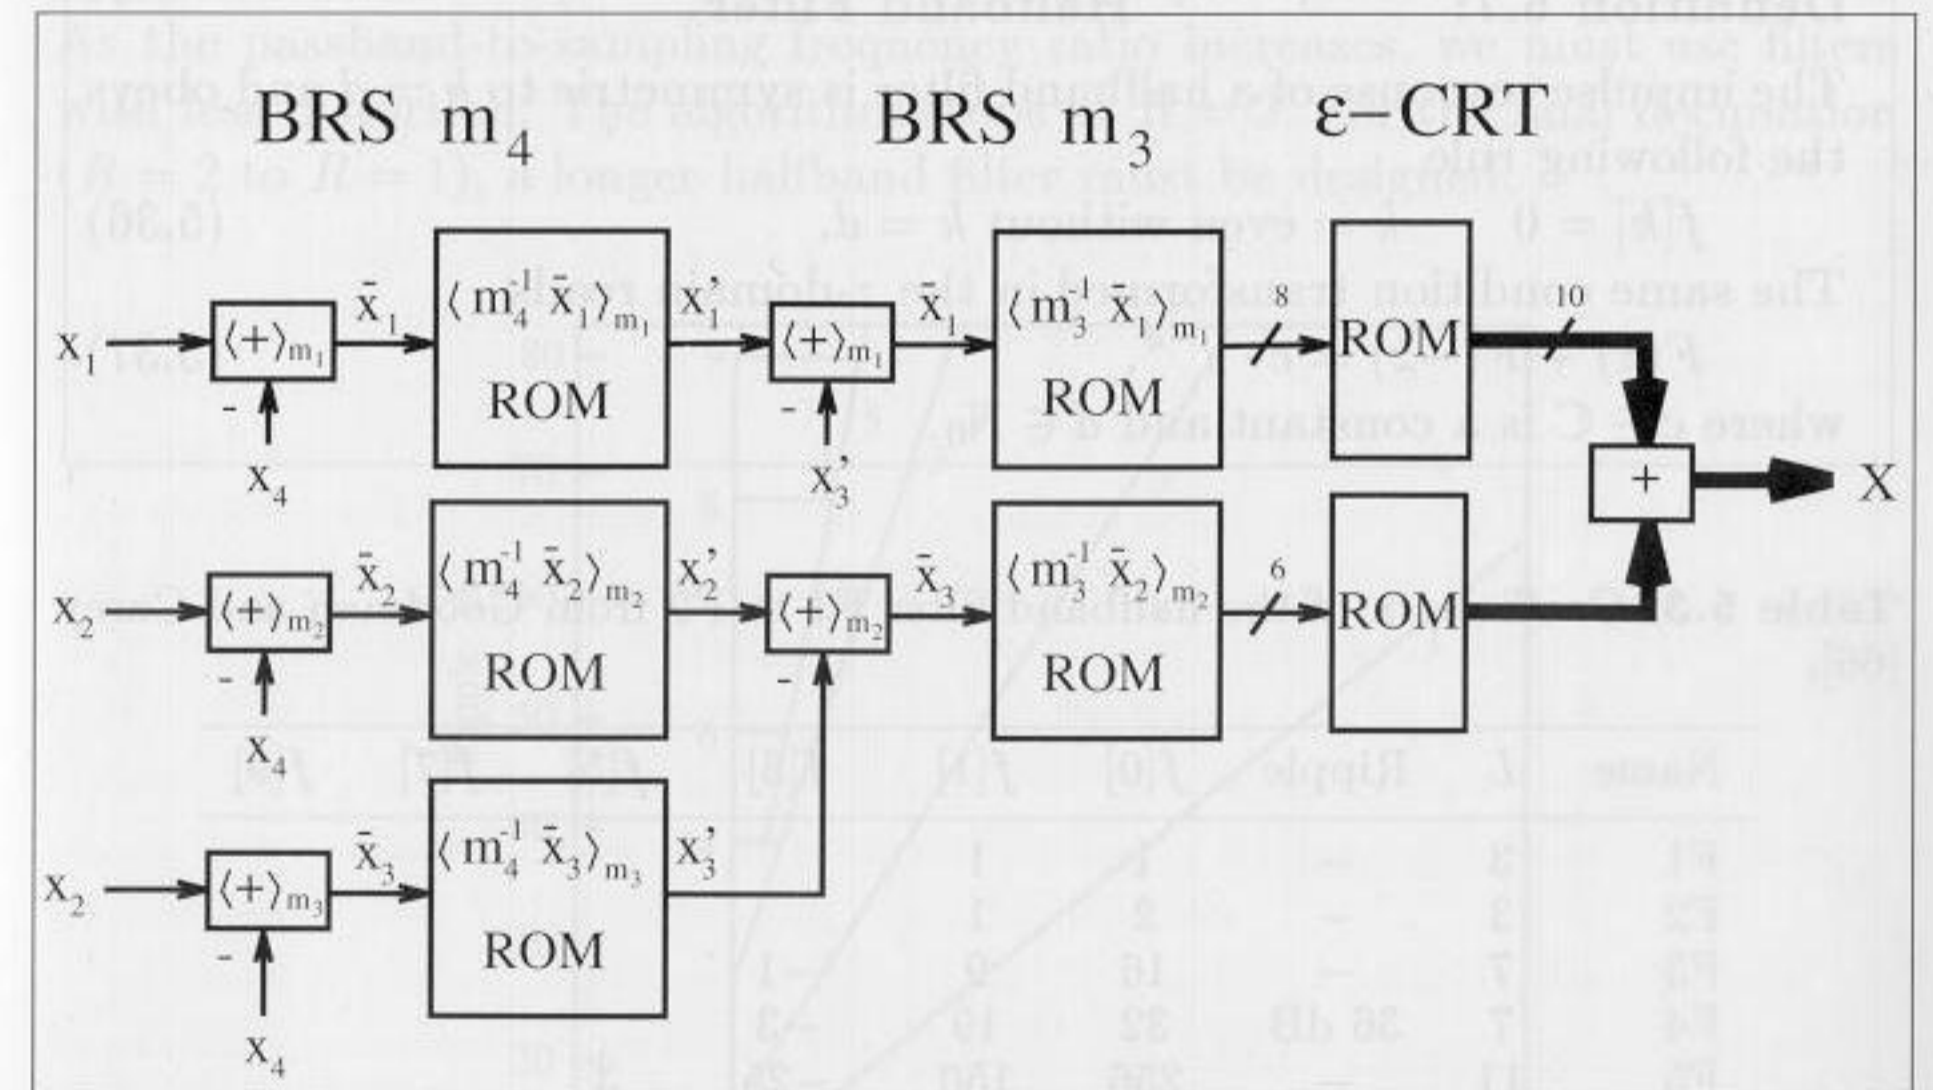 BRS m₄ BRS m₃ ε-CRT
x₁ ⟨+⟩m₁ x̄₁ ⟨m₄⁻¹ x̄₁⟩m₁ x₁' ⟨+⟩m₁ x̄₁ ⟨m₃⁻¹ x̄₁⟩m₁ 8 ROM 10
ROM ROM
- x₄ - x₃'
+ X
x₂ ⟨+⟩m₂ x̄₂ ⟨m₄⁻¹ x̄₂⟩m₂ x₂' ⟨+⟩m₂ x̄₃ ⟨m₃⁻¹ x̄₂⟩m₂ 6 ROM
ROM ROM
- x₄ -
x₂ ⟨+⟩m₃ x̄₃ ⟨m₄⁻¹ x̄₃⟩m₃ x₃'
ROM
- x₄